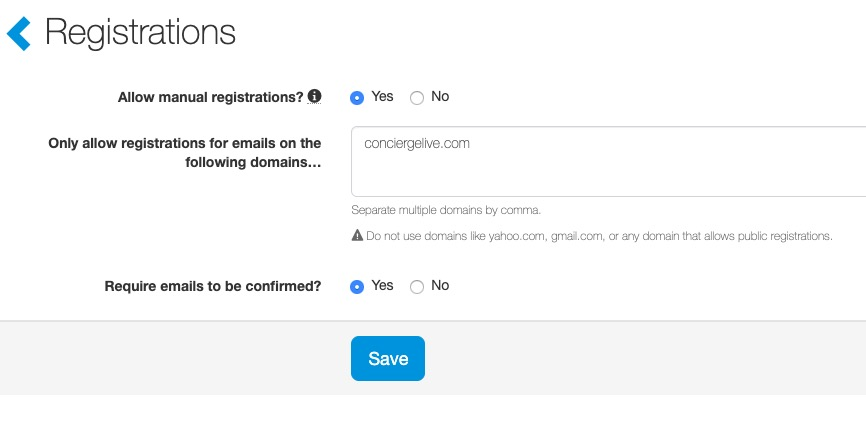 Registrations
Allow manual registrations? Yes No
Only allow registrations for emails on the
following domains...
conciergelive.com
Separate multiple domains by comma.
Do not use domains like yahoo.com, gmail.com, or any domain that allows public registrations.
Require emails to be confirmed? Yes No
Save